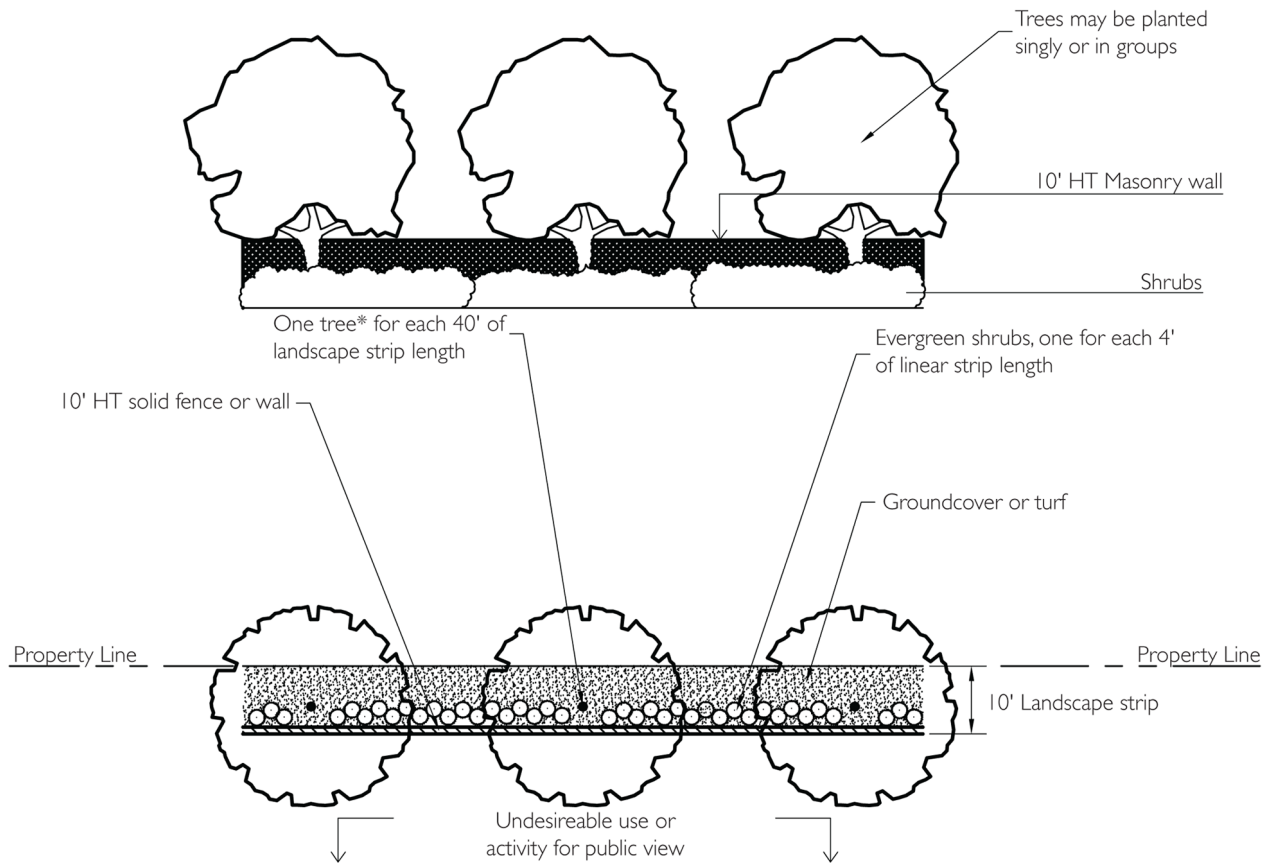 Trees may be planted
singly or in groups
10' HT Masonry wall
Shrubs
One tree* for each 40' of
landscape strip length
Evergreen shrubs, one for each 4'
of linear strip length
10' HT solid fence or wall
Groundcover or turf
Property Line
Property Line
10' Landscape strip
Undesireable use or
activity for public view